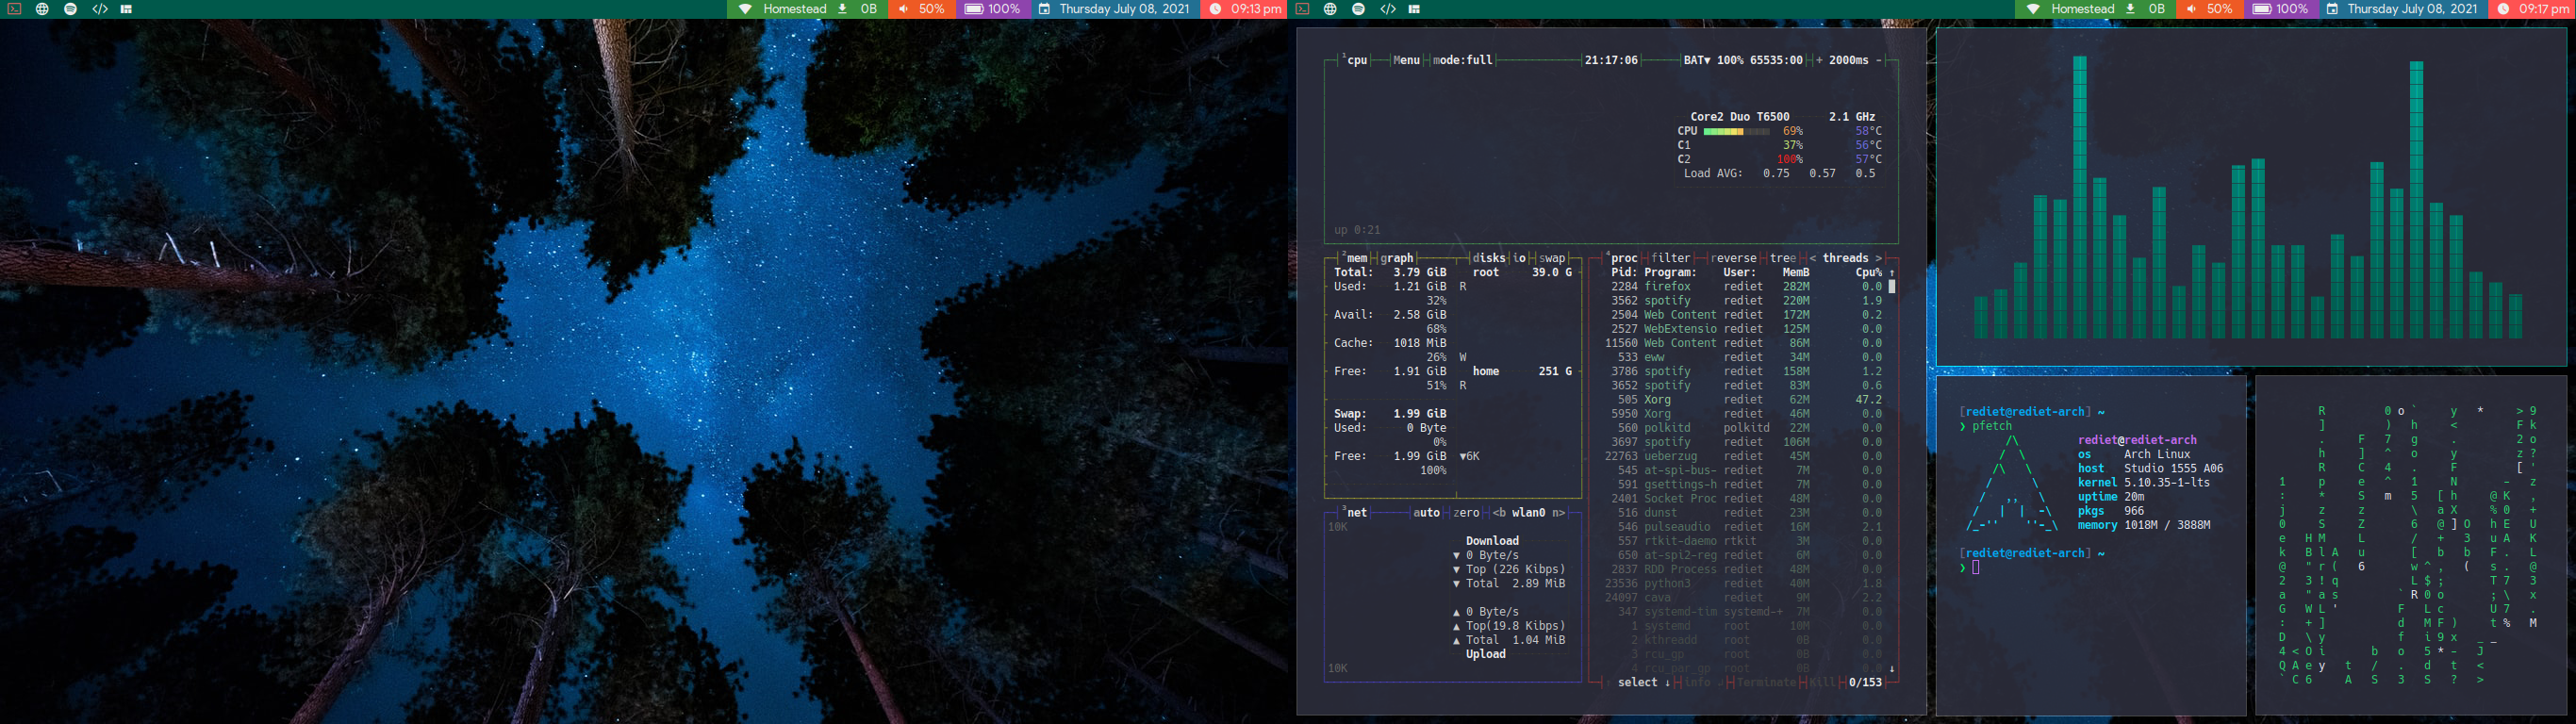 Homestead 0B 50% 100% Thursday July 08, 2021 09:13 pm
Homestead 0B 50% 100% Thursday July 08, 2021 09:17 pm
¹cpu Menu mode:full 21:17:06 BAT▼ 100% 65535:00 + 2000ms -
Core2 Duo T6500 2.1 GHz
CPU 69% 58°C
C1 37% 56°C
C2 100% 57°C
Load AVG: 0.75 0.57 0.5
up 0:21
²mem graph disks io swap
Total: 3.79 GiB root 39.0 G
Used: 1.21 GiB R
32%
Avail: 2.58 GiB
68%
Cache: 1018 MiB
26% W
Free: 1.91 GiB home 251 G
51% R
Swap: 1.99 GiB
Used: 0 Byte
0%
Free: 1.99 GiB ▼6K
100%
³net auto zero <b wlan0 n>
10K
Download
▼ 0 Byte/s
▼ Top (226 Kibps)
▼ Total 2.89 MiB
▲ 0 Byte/s
▲ Top(19.8 Kibps)
▲ Total 1.04 MiB
Upload
10K
⁴proc filter reverse tree < threads >
Pid: Program: User: MemB Cpu% ↑
2284 firefox rediet 282M 0.0
3562 spotify rediet 220M 1.9
2504 Web Content rediet 172M 0.2
2527 WebExtensio rediet 125M 0.0
11560 Web Content rediet 86M 0.0
533 eww rediet 34M 0.0
3786 spotify rediet 158M 1.2
3652 spotify rediet 83M 0.6
505 Xorg rediet 62M 47.2
5950 Xorg rediet 46M 0.0
560 polkitd polkitd 22M 0.0
3697 spotify rediet 106M 0.0
22763 ueberzug rediet 45M 0.0
545 at-spi-bus- rediet 7M 0.0
591 gsettings-h rediet 7M 0.0
2401 Socket Proc rediet 48M 0.0
516 dunst rediet 23M 0.0
546 pulseaudio rediet 16M 2.1
557 rtkit-daemo rtkit 3M 0.0
650 at-spi2-reg rediet 6M 0.0
2837 RDD Process rediet 48M 0.0
23536 python3 rediet 40M 1.8
24097 cava rediet 9M 2.2
347 systemd-tim systemd-+ 7M 0.0
1 systemd root 10M 0.0
2 kthreadd root 0B 0.0
3 rcu_gp root 0B 0.0
4 rcu_par_gp root 0B 0.0 ↓
↑ select ↓ info Terminate Kill 0/153
[rediet@rediet-arch] ~
❯ pfetch
rediet@rediet-arch
os Arch Linux
host Studio 1555 A06
kernel 5.10.35-1-lts
uptime 20m
pkgs 966
memory 1018M / 3888M
[rediet@rediet-arch] ~
❯